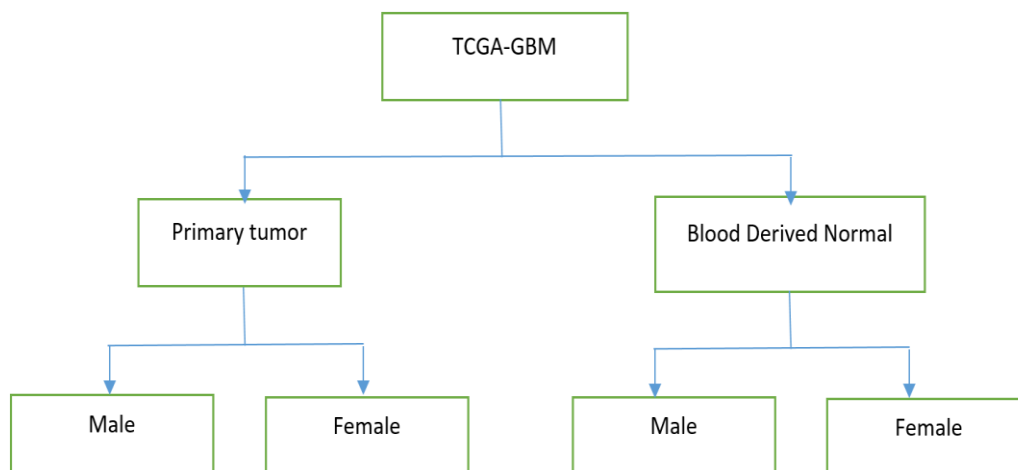 TCGA-GBM
Primary tumor
Blood Derived Normal
Male
Female
Male
Female